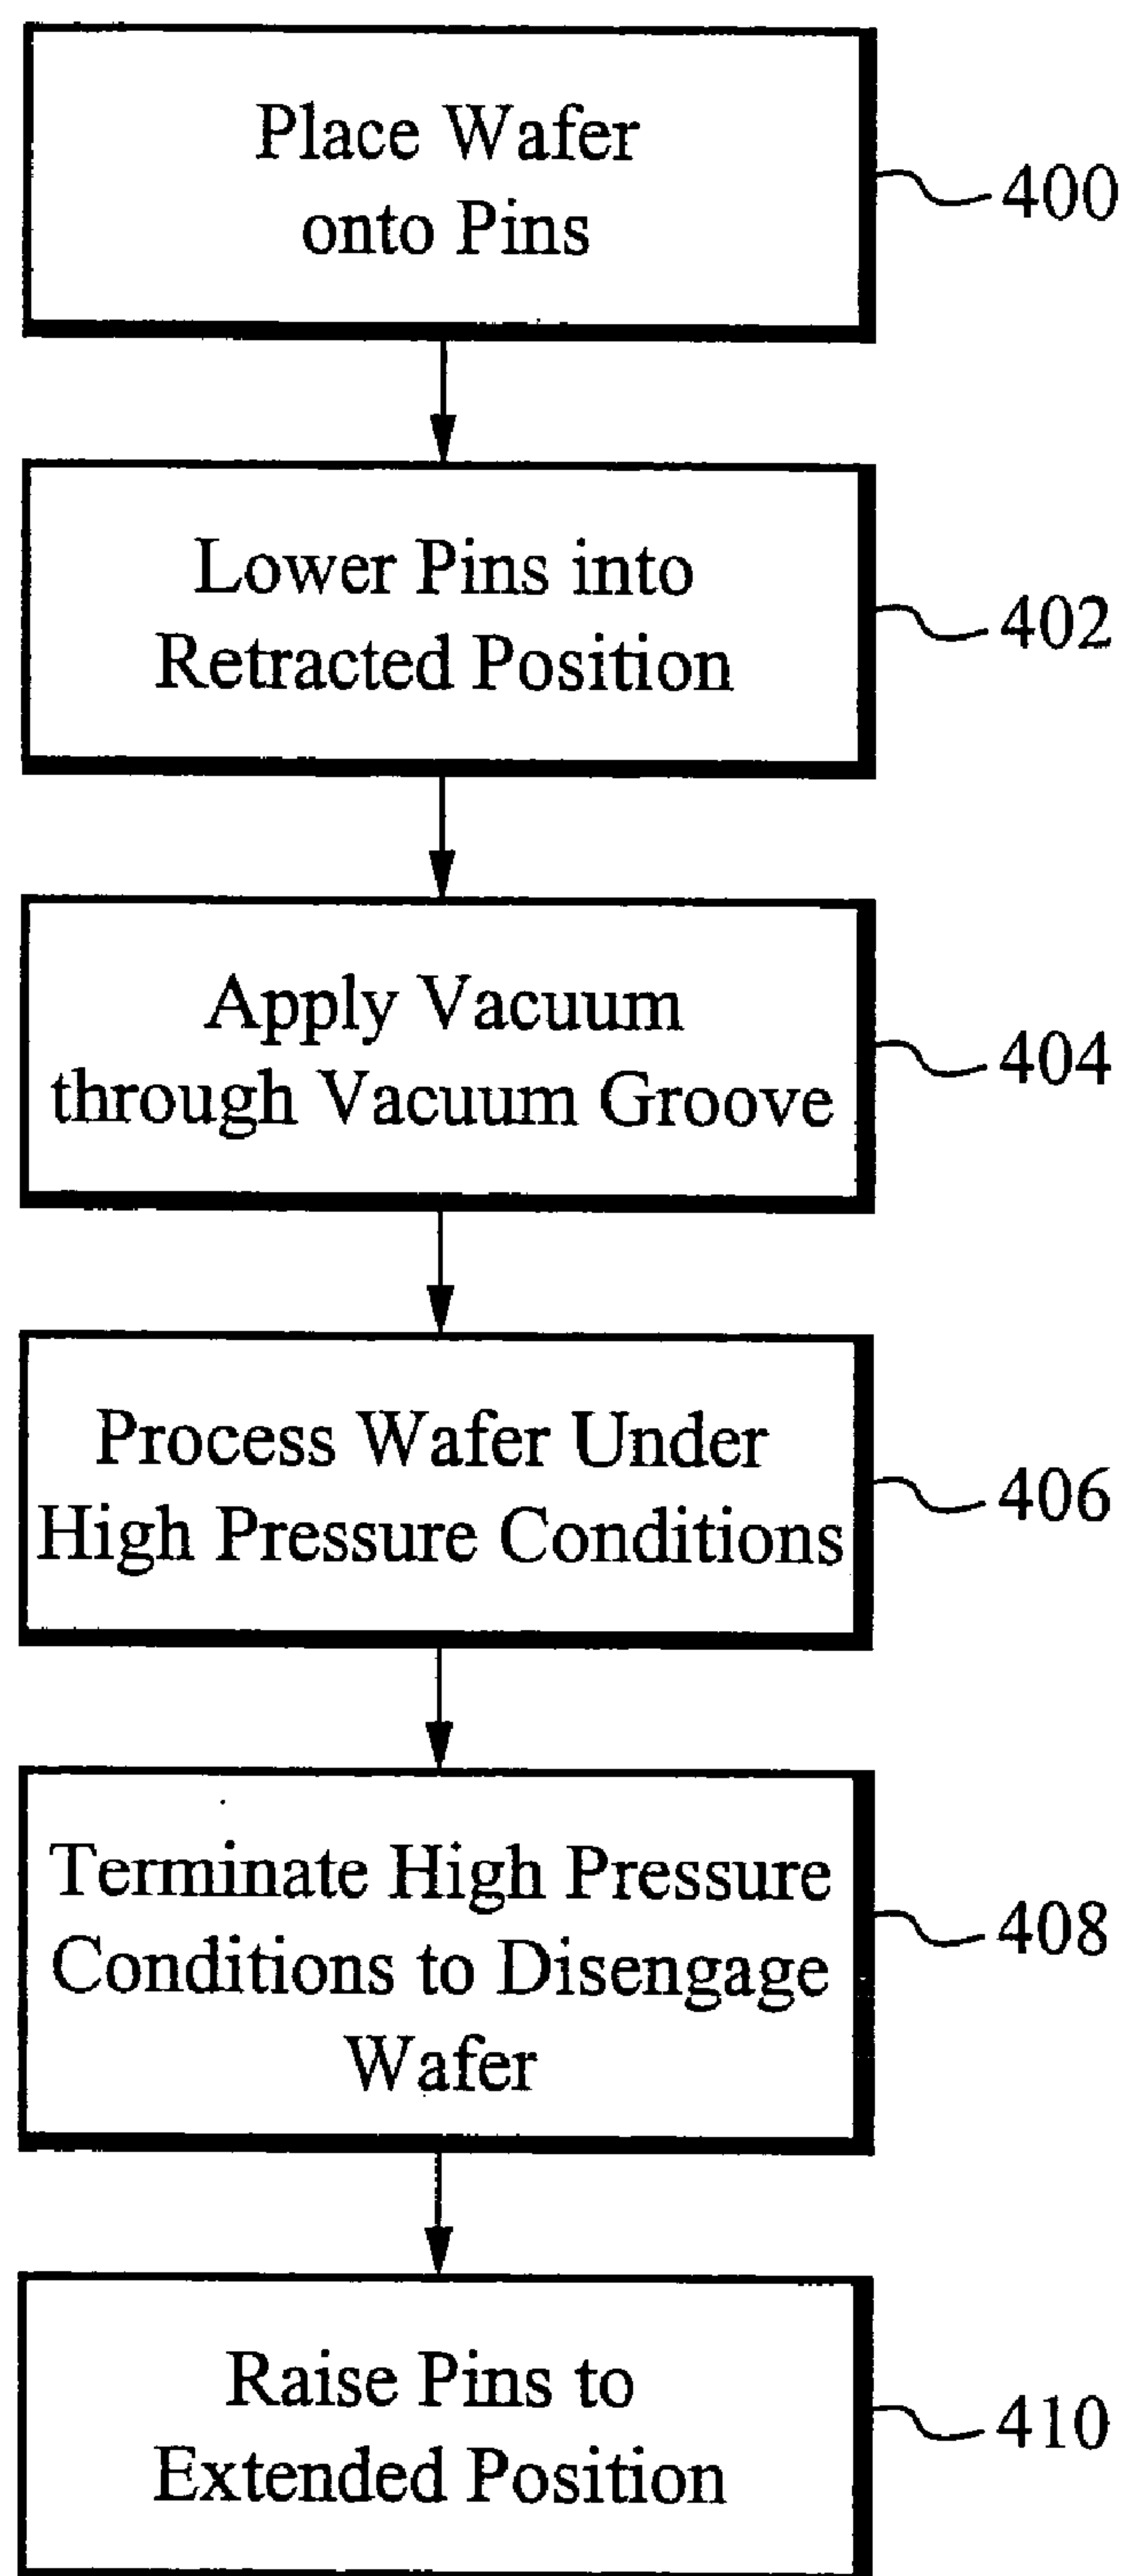 Place Wafer
onto Pins
400
Lower Pins into
Retracted Position
402
Apply Vacuum
through Vacuum Groove
404
Process Wafer Under
High Pressure Conditions
406
Terminate High Pressure
Conditions to Disengage
Wafer
408
Raise Pins to
Extended Position
410